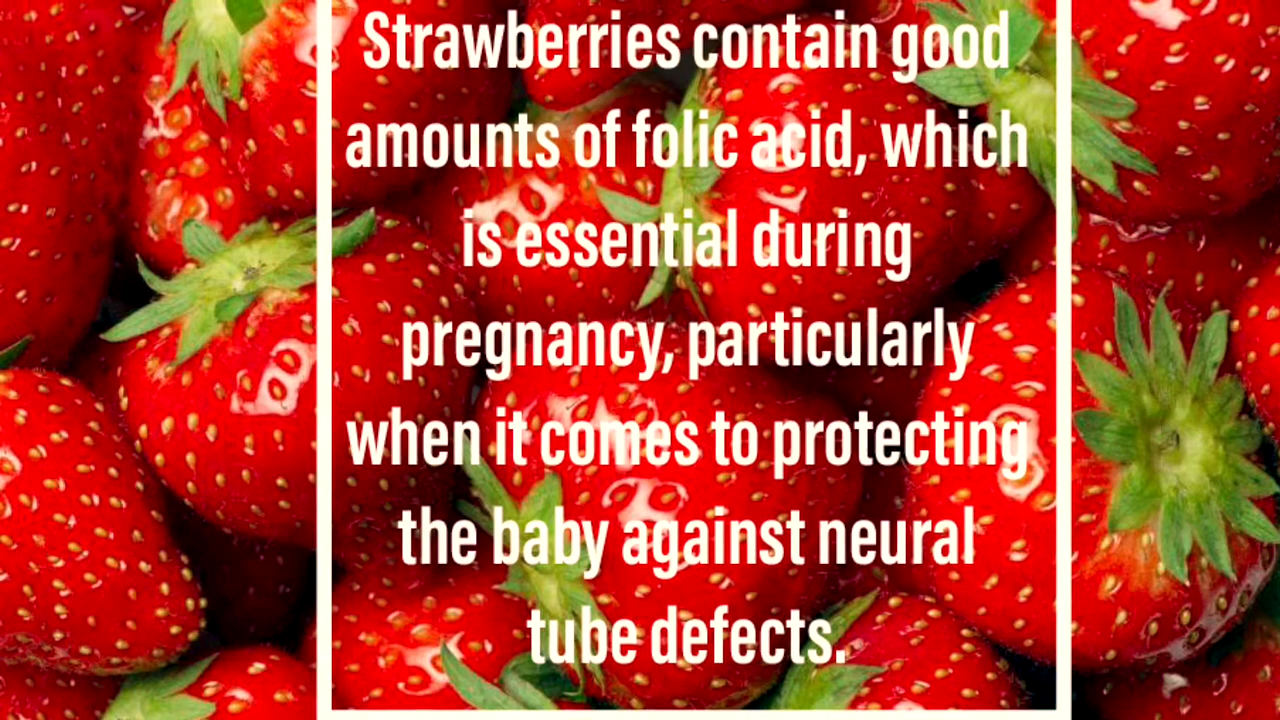 Strawberries contain good
amounts of folic acid, which
is essential during
pregnancy, particularly
when it comes to protecting
the baby against neural
tube defects.